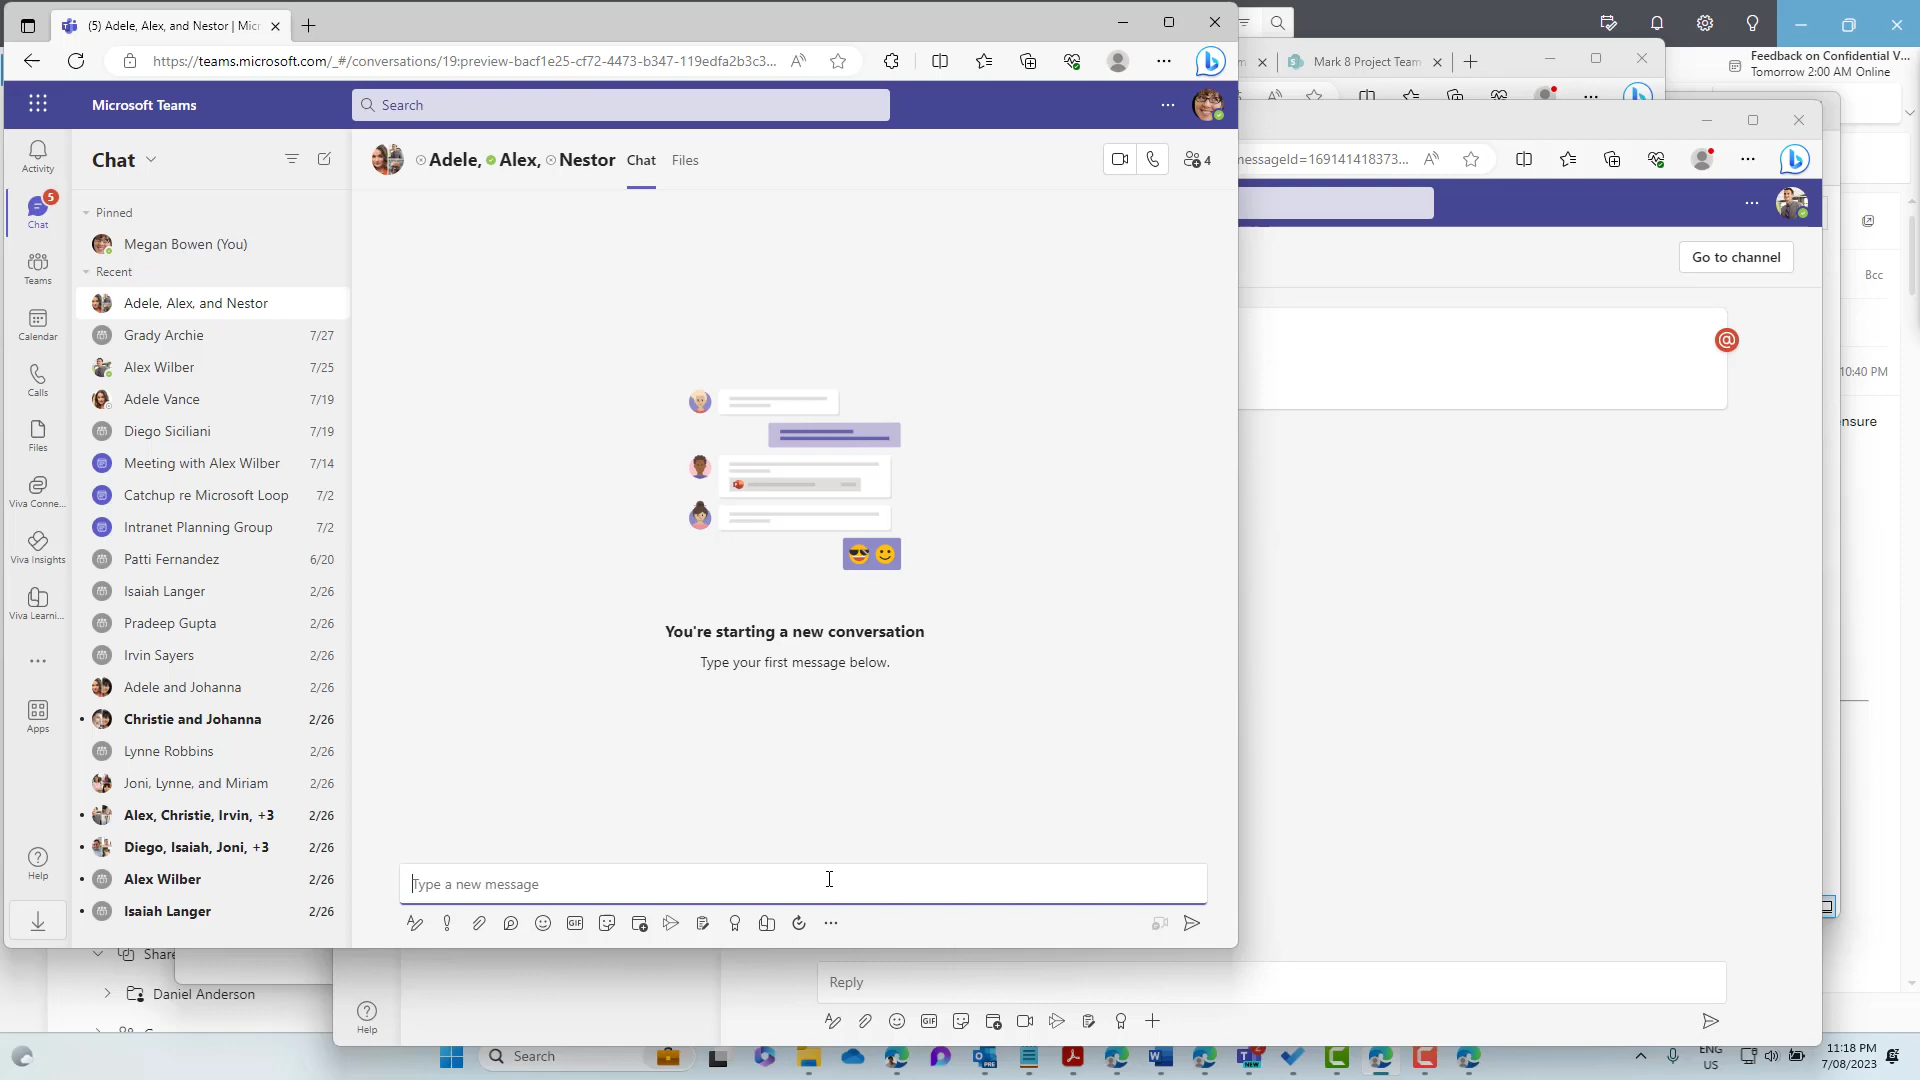 (5) Adele, Alex, and Nestor | Micr
https://teams.microsoft.com/_#/conversations/19:preview-bacf1e25-cf72-4473-b347-119edfa2b3c3...
Microsoft Teams
Search
Activity
Chat
5
Teams
Calendar
Calls
Files
Viva Conne...
Viva Insights
Viva Learni...
Apps
Help
Chat
Pinned
Megan Bowen (You)
Recent
Adele, Alex, and Nestor
Grady Archie 7/27
Alex Wilber 7/25
Adele Vance 7/19
Diego Siciliani 7/19
Meeting with Alex Wilber 7/14
Catchup re Microsoft Loop 7/2
Intranet Planning Group 7/2
Patti Fernandez 6/20
Isaiah Langer 2/26
Pradeep Gupta 2/26
Irvin Sayers 2/26
Adele and Johanna 2/26
Christie and Johanna 2/26
Lynne Robbins 2/26
Joni, Lynne, and Miriam 2/26
Alex, Christie, Irvin, +3 2/26
Diego, Isaiah, Joni, +3 2/26
Alex Wilber 2/26
Isaiah Langer 2/26
Adele, Alex, Nestor Chat Files
4
You're starting a new conversation
Type your first message below.
Type a new message
GIF
Mark 8 Project Team
Feedback on Confidential V...
Tomorrow 2:00 AM Online
messageId=169141418373...
Go to channel
Bcc
@
10:40 PM
nsure
Reply
GIF
Help
Share
Daniel Anderson
Search
PRE
NEW
ENG
US
11:18 PM
7/08/2023